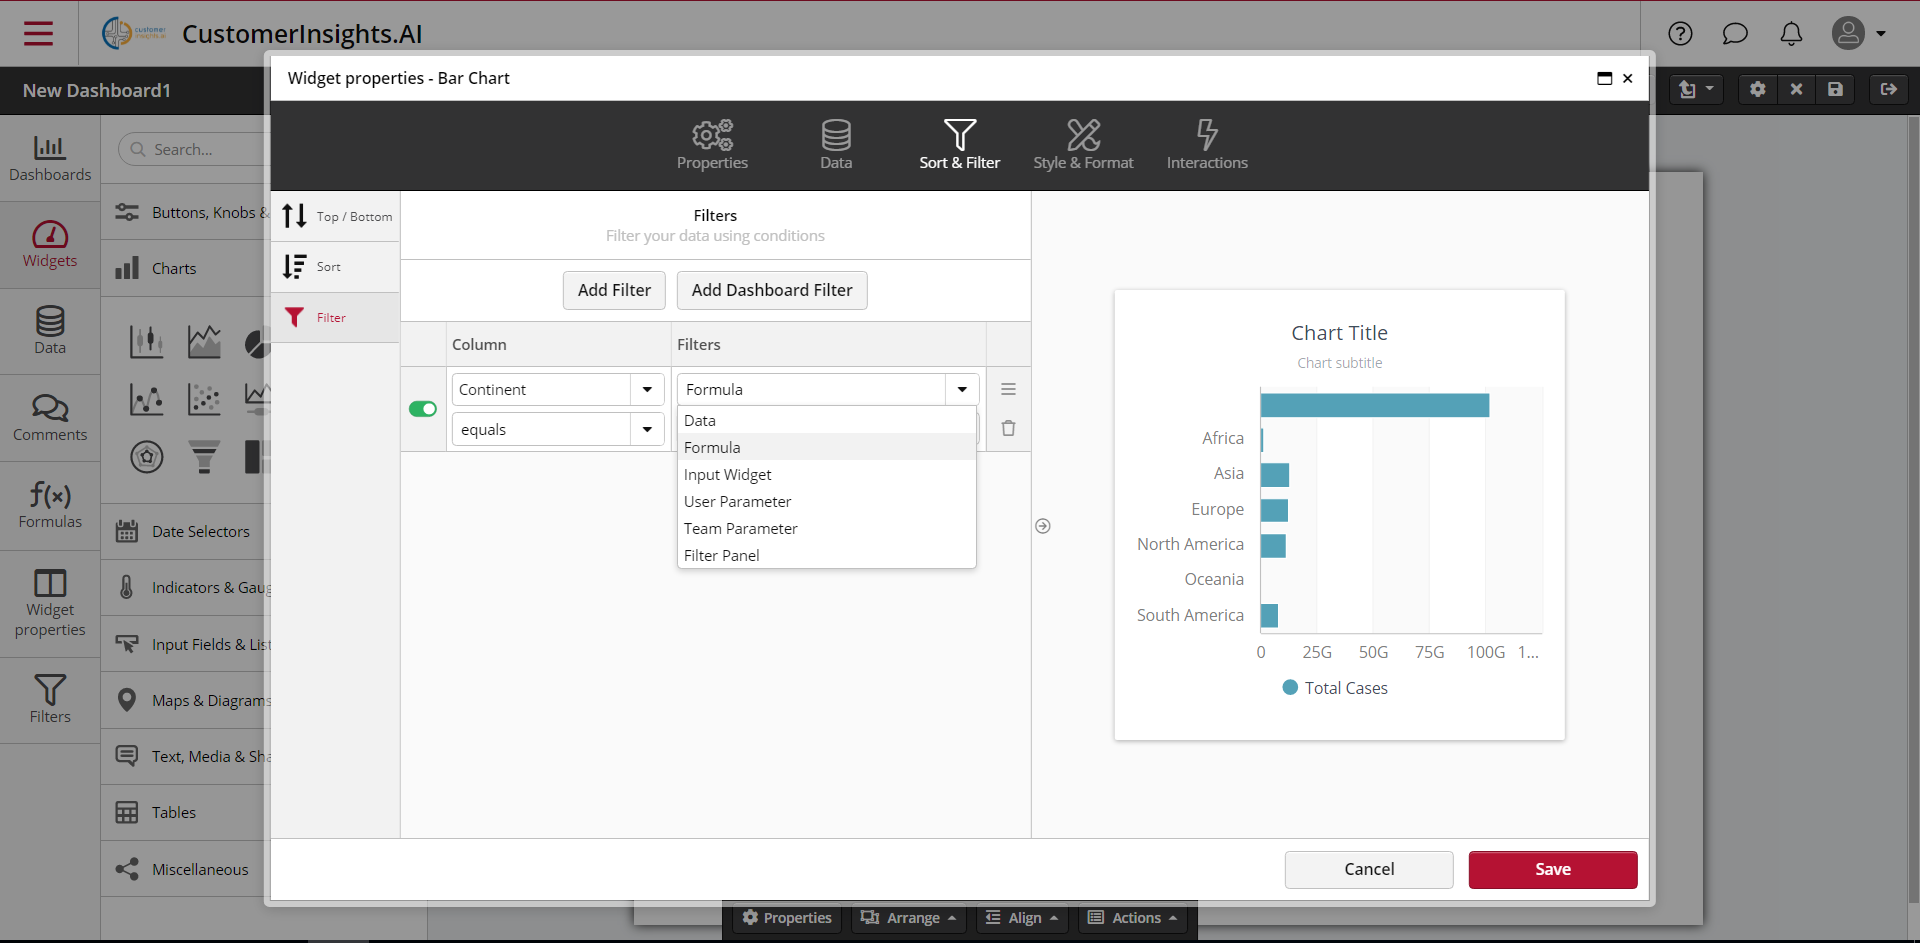 customer
insights.ai
CustomerInsights.AI
New Dashboard1
Widget properties - Bar Chart
Properties
Data
Sort & Filter
Style & Format
Interactions
Dashboards
Widgets
Data
Comments
f(x)
Formulas
Widget
properties
Filters
Search...
Buttons, Knobs &
Charts
Date Selectors
Indicators & Gaug
Input Fields & List
Maps & Diagrams
Text, Media & Sha
Tables
Miscellaneous
Top / Bottom
Sort
Filter
Filters
Filter your data using conditions
Add Filter
Add Dashboard Filter
Column
Filters
Continent
Formula
equals
Data
Formula
Input Widget
User Parameter
Team Parameter
Filter Panel
Chart Title
Chart subtitle
Africa
Asia
Europe
North America
Oceania
South America
0 25G 50G 75G 100G 1...
Total Cases
Cancel
Save
Properties
Arrange
Align
Actions